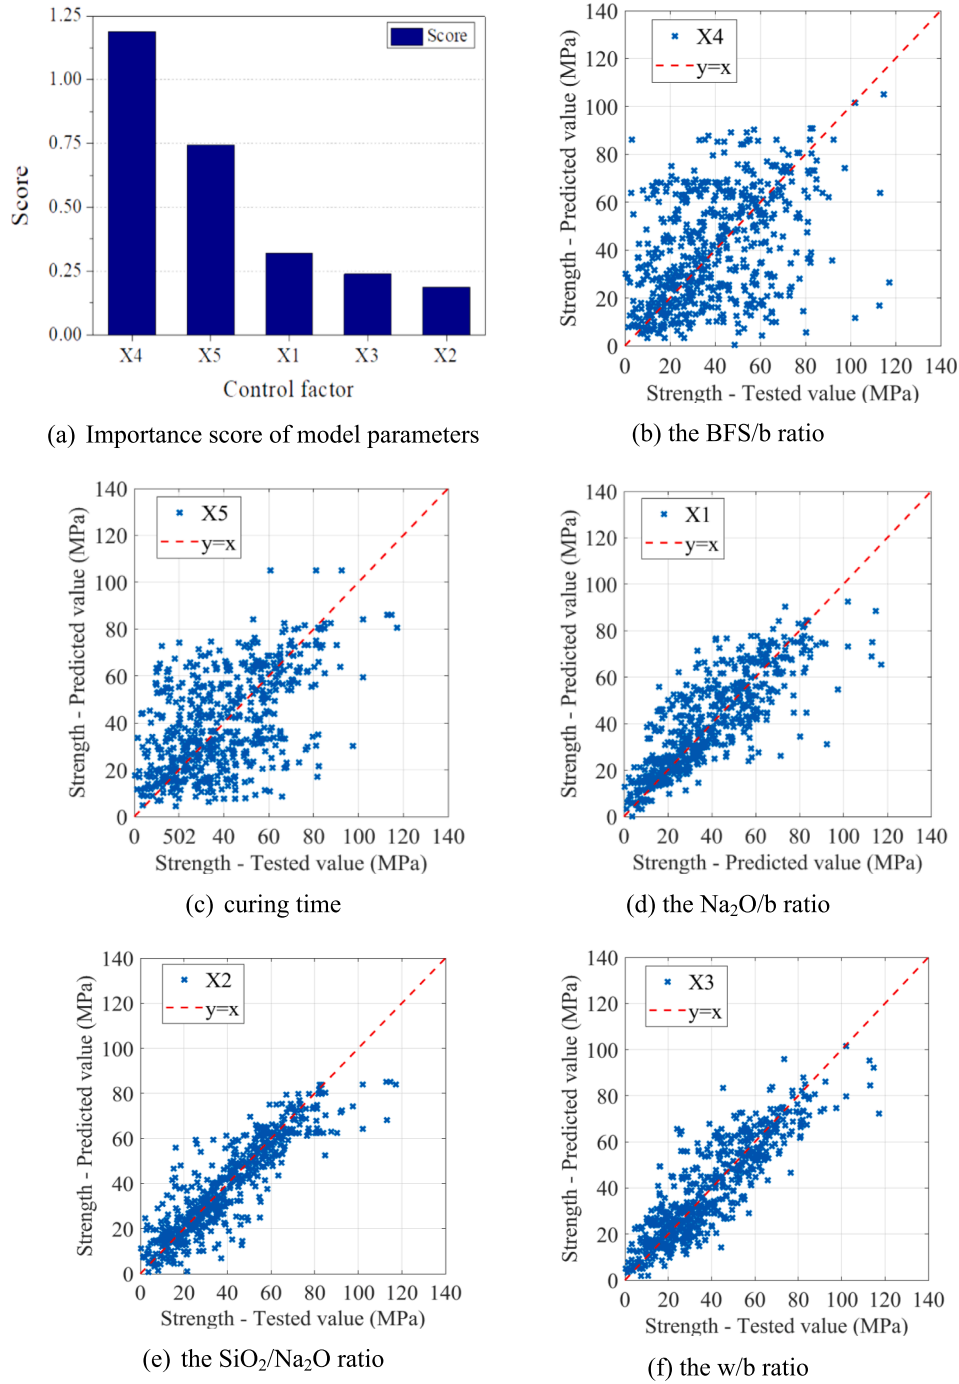 1.25
1.00
0.75
0.50
0.25
0.00
Score
Score
X4 X5 X1 X3 X2
Control factor
(a) Importance score of model parameters
140
120
100
80
60
40
20
0
Strength - Predicted value (MPa)
X4
y=x
0 20 40 60 80 100 120 140
Strength - Tested value (MPa)
(b) the BFS/b ratio
140
120
100
80
60
40
20
0
Strength - Predicted value (MPa)
X5
y=x
0 502 40 60 80 100 120 140
Strength - Tested value (MPa)
(c) curing time
140
120
100
80
60
40
20
0
Strength - Predicted value (MPa)
X1
y=x
0 20 40 60 80 100 120 140
Strength - Predicted value (MPa)
(d) the Na₂O/b ratio
140
120
100
80
60
40
20
0
Strength - Predicted value (MPa)
X2
y=x
0 20 40 60 80 100 120 140
Strength - Tested value (MPa)
(e) the SiO₂/Na₂O ratio
140
120
100
80
60
40
20
0
Strength - Predicted value (MPa)
X3
y=x
0 20 40 60 80 100 120 140
Strength - Tested value (MPa)
(f) the w/b ratio